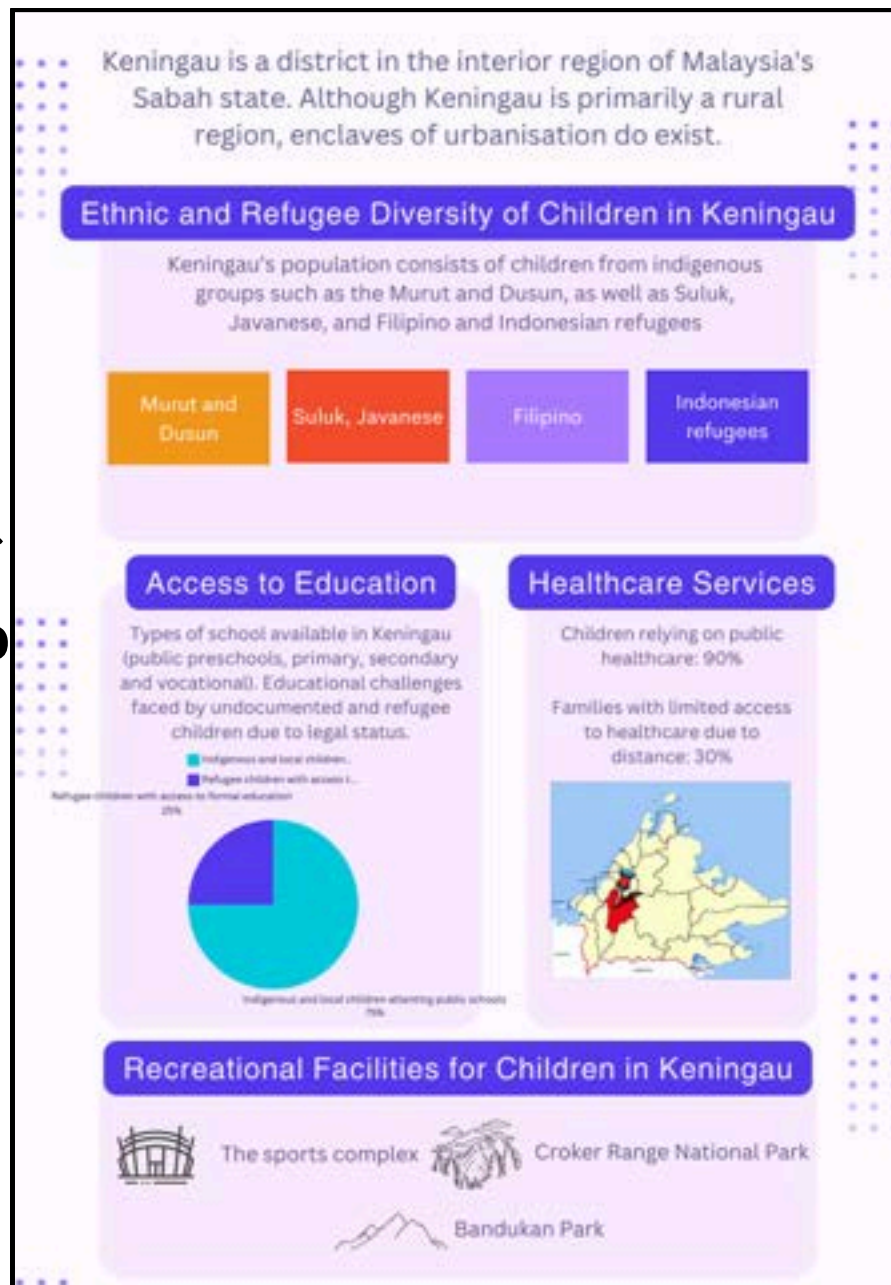 Keningau is a district in the interior region of Malaysia's
Sabah state. Although Keningau is primarily a rural
region, enclaves of urbanisation do exist.
Ethnic and Refugee Diversity of Children in Keningau
Keningau's population consists of children from indigenous
groups such as the Murut and Dusun, as well as Suluk,
Javanese, and Filipino and Indonesian refugees
Murut and
Dusun
Suluk, Javanese
Filipino
Indonesian
refugees
Access to Education
Types of school available in Keningau
(public preschools, primary, secondary
and vocational). Educational challenges
faced by undocumented and refugee
children due to legal status.
Indigenous and local children...
Refugee children with access t...
Refugee children with access to formal education
25%
Indigenous and local children attending public schools
75%
Healthcare Services
Children relying on public
healthcare: 90%
Families with limited access
to healthcare due to
distance: 30%
Recreational Facilities for Children in Keningau
The sports complex
Croker Range National Park
Bandukan Park